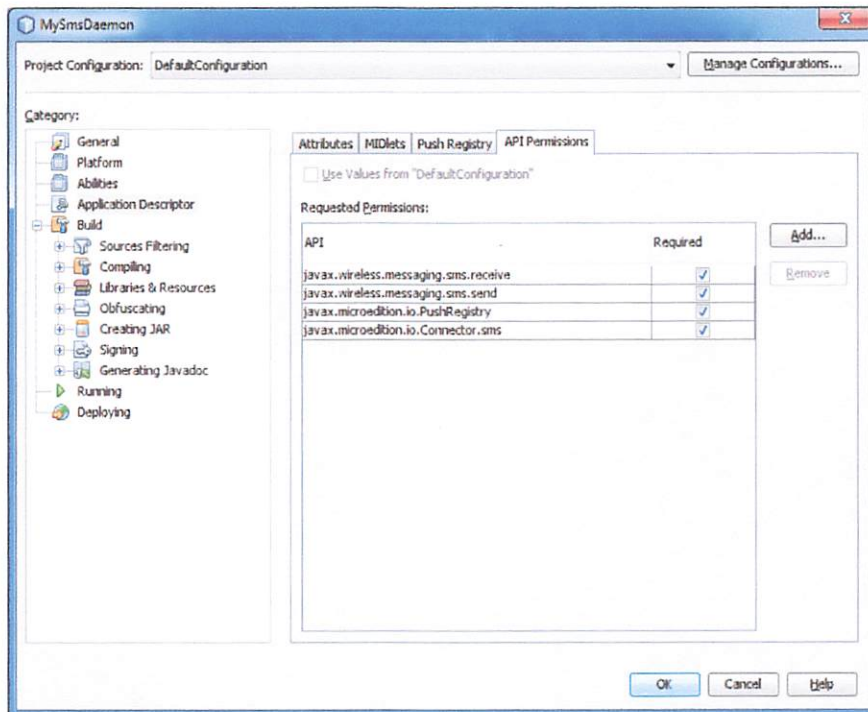 MySmsDaemon
Project Configuration: DefaultConfiguration Manage Configurations...
Category:
General
Platform
Abilities
Application Descriptor
Build
Sources Filtering
Compiling
Libraries & Resources
Obfuscating
Creating JAR
Signing
Generating Javadoc
Running
Deploying
Attributes MIDlets Push Registry API Permissions
Use Values from "DefaultConfiguration"
Requested Permissions:
API Required
javax.wireless.messaging.sms.receive
javax.wireless.messaging.sms.send
javax.microedition.io.PushRegistry
javax.microedition.io.Connector.sms
Add...
Remove
OK Cancel Help